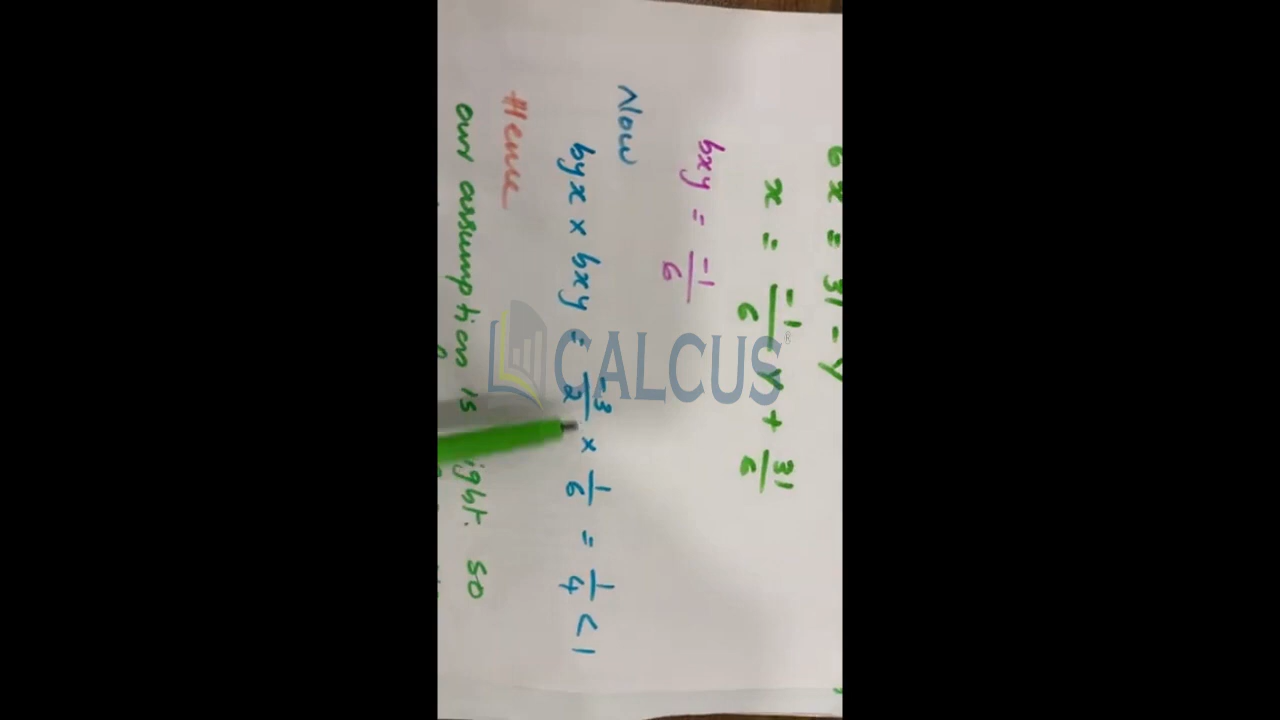 6x = 31 - y
x = -1/6 y + 31/6
bxy = -1/6
Now
byx × bxy = -3/2 × 1/6 = 1/4 < 1
Hence
our assumption is ight. so
CALCUS®